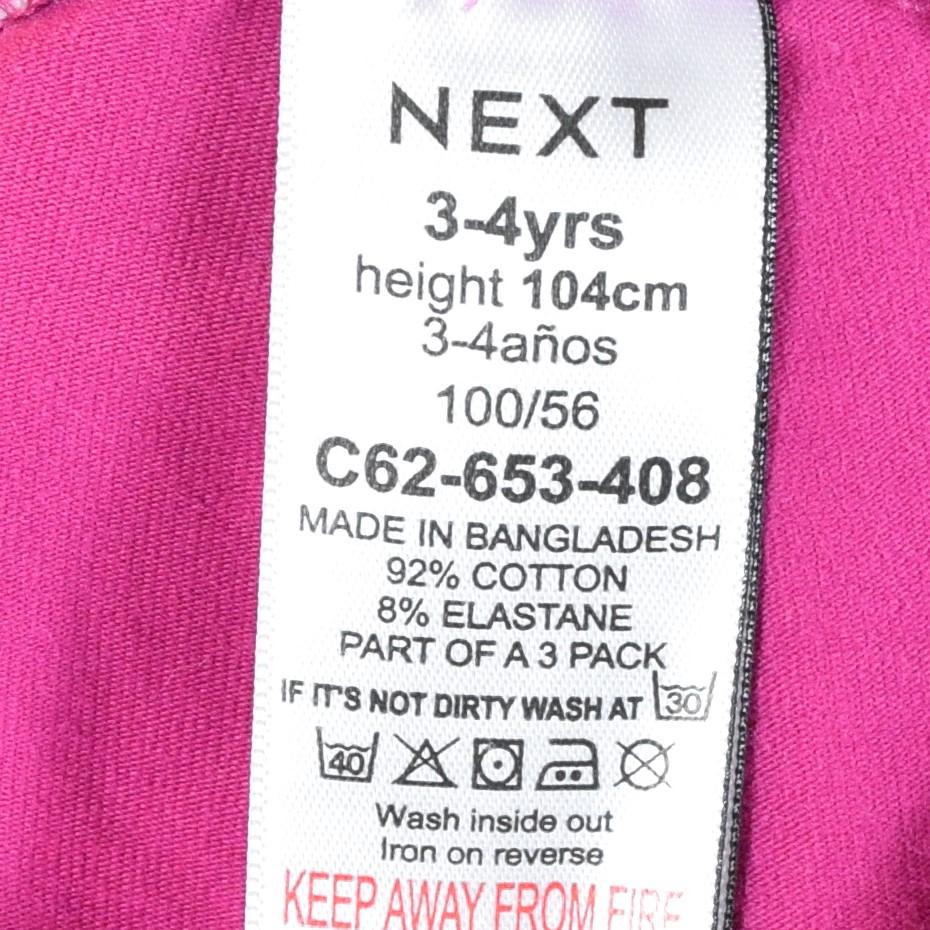 NEXT
3-4yrs
height 104cm
3-4años
100/56
C62-653-408
MADE IN BANGLADESH
92% COTTON
8% ELASTANE
PART OF A 3 PACK
IF IT'S NOT DIRTY WASH AT 30
40
Wash inside out
Iron on reverse
KEEP AWAY FROM FIRE